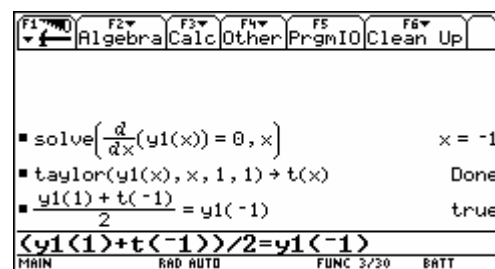 F1 F2 F3 F4 F5 F6
Algebra Calc Other PrgmIO Clean Up
▪ solve(d/dx(y1(x)) = 0, x) x = -1
▪ taylor(y1(x), x, 1, 1) → t(x) Done
▪ (y1(1) + t(-1))/2 = y1(-1) true
(y1(1)+t(-1))/2=y1(-1)
MAIN RAD AUTO FUNC 3/30 BATT